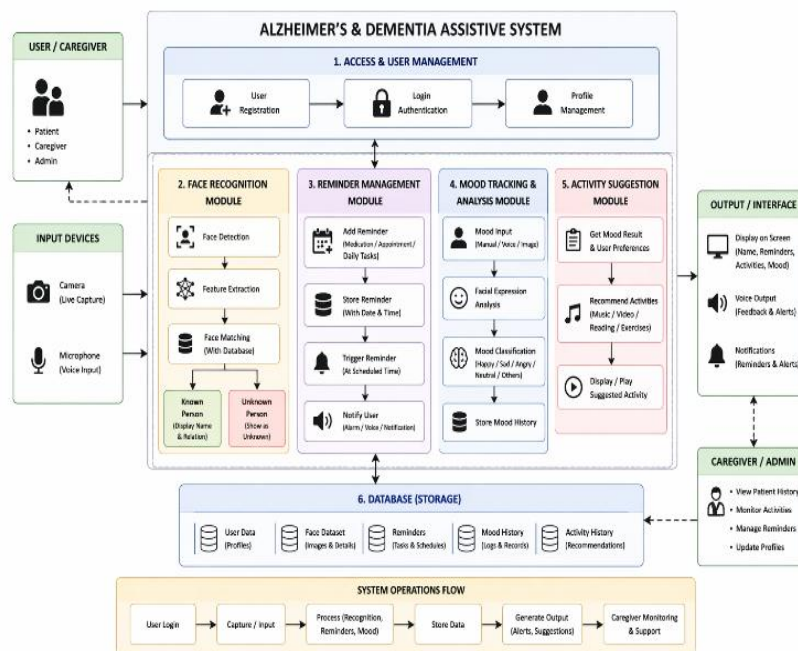 ALZHEIMER'S & DEMENTIA ASSISTIVE SYSTEM
USER / CAREGIVER
• Patient
• Caregiver
• Admin
1. ACCESS & USER MANAGEMENT
User
Registration
Login
Authentication
Profile
Management
INPUT DEVICES
Camera
(Live Capture)
Microphone
(Voice Input)
2. FACE RECOGNITION
MODULE
Face Detection
Feature Extraction
Face Matching
(With Database)
Known
Person
(Display Name
& Relation)
Unknown
Person
(Show as
Unknown)
3. REMINDER MANAGEMENT
MODULE
Add Reminder
(Medication / Appointment /
Daily Tasks)
Store Reminder
(With Date & Time)
Trigger Reminder
(At Scheduled Time)
Notify User
(Alarm / Voice / Notification)
4. MOOD TRACKING &
ANALYSIS MODULE
Mood Input
(Manual / Voice / Image)
Facial Expression
Analysis
Mood Classification
(Happy / Sad / Angry /
Neutral / Others)
Store Mood History
5. ACTIVITY SUGGESTION
MODULE
Get Mood Result
& User Preferences
Recommend Activities
(Music / Video /
Reading / Exercises)
Display / Play
Suggested Activity
OUTPUT / INTERFACE
Display on Screen
(Name, Reminders,
Activities, Mood)
Voice Output
(Feedback & Alerts)
Notifications
(Reminders & Alerts)
CAREGIVER / ADMIN
• View Patient History
• Monitor Activities
• Manage Reminders
• Update Profiles
6. DATABASE (STORAGE)
User Data
(Profiles)
Face Dataset
(Images & Details)
Reminders
(Tasks & Schedules)
Mood History
(Logs & Records)
Activity History
(Recommendations)
SYSTEM OPERATIONS FLOW
User Login
Capture / Input
Process (Recognition,
Reminders, Mood)
Store Data
Generate Output
(Alerts, Suggestions)
Caregiver Monitoring
& Support